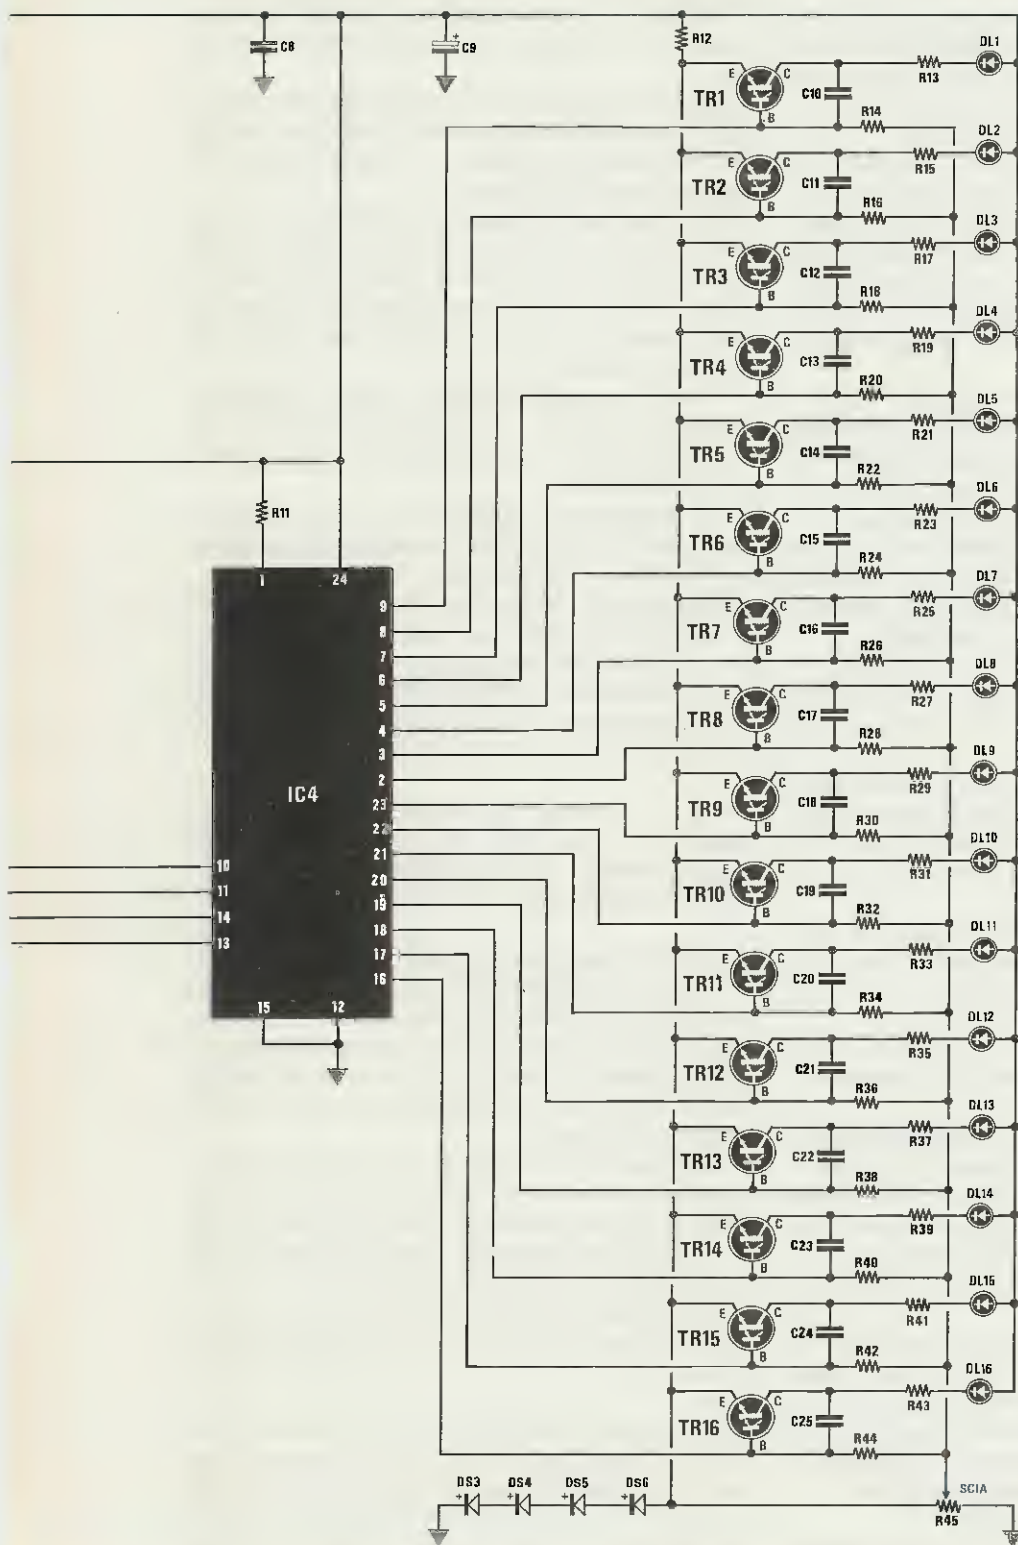 C8
C9
R12
DL1
E
C
R13
TR1
C10
B
R14
DL2
E
C
R15
TR2
C11
B
R16
DL3
E
C
R17
TR3
C12
B
R18
DL4
E
C
R19
TR4
C13
B
R20
DL5
E
C
R21
TR5
C14
B
R22
DL6
E
C
R23
TR6
C15
B
R24
DL7
E
C
R25
TR7
C16
B
R26
DL8
E
C
R27
TR8
C17
B
R28
DL9
E
C
R29
TR9
C18
B
R30
DL10
E
C
R31
TR10
C19
B
R32
DL11
E
C
R33
TR11
C20
B
R34
DL12
E
C
R35
TR12
C21
B
R36
DL13
E
C
R37
TR13
C22
B
R38
DL14
E
C
R39
TR14
C23
B
R40
DL15
E
C
R41
TR15
C24
B
R42
DL16
E
C
R43
TR16
C25
B
R44
R11
1
24
9
8
7
6
5
4
3
2
23
22
21
20
19
18
17
16
IC4
10
11
14
13
15
12
DS3
DS4
DS5
DS6
+
+
+
+
+
SCIA
R45